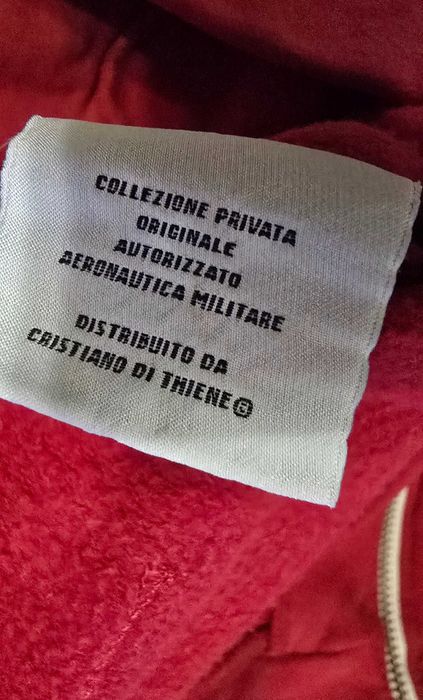 COLLEZIONE PRIVATA
ORIGINALE
AUTORIZZATO
AERONAUTICA MILITARE
DISTRIBUITO DA
CRISTIANO DI THIENE®